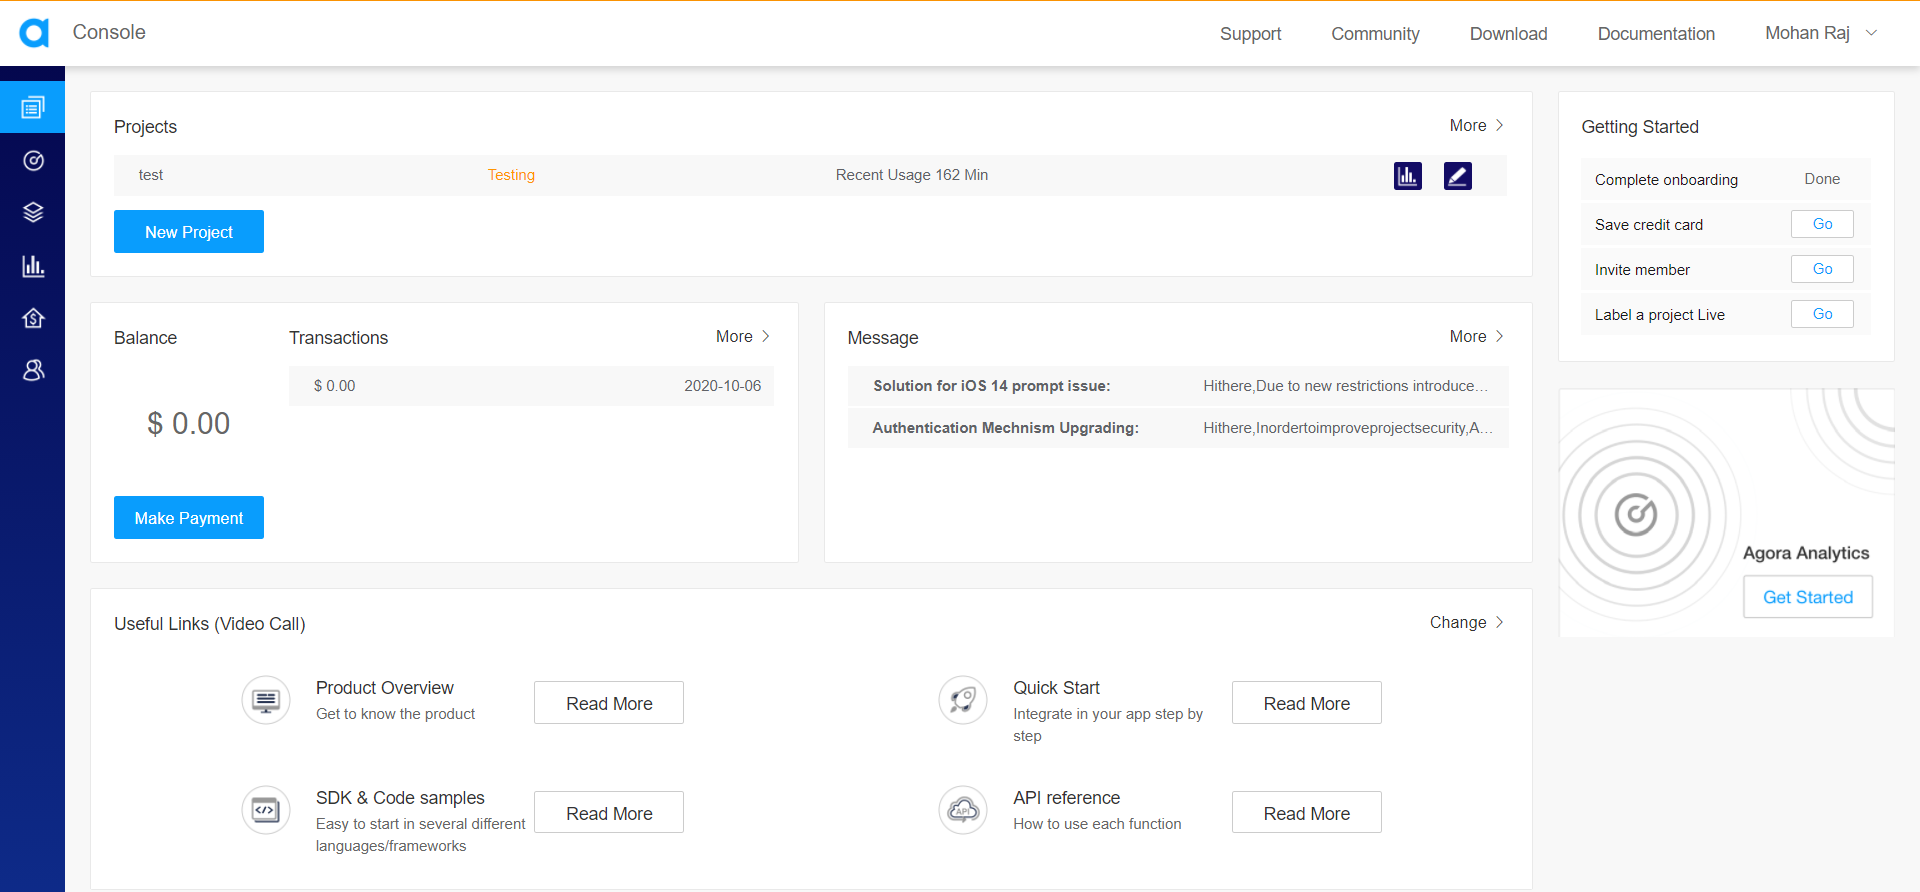 Console
Support
Community
Download
Documentation
Mohan Raj
Projects
More
test
Testing
Recent Usage 162 Min
New Project
Balance
$ 0.00
Make Payment
Transactions
More
$ 0.00
2020-10-06
Message
More
Solution for iOS 14 prompt issue:
Hithere,Due to new restrictions introduce…
Authentication Mechnism Upgrading:
Hithere,Inordertoimproveprojectsecurity,A…
Useful Links (Video Call)
Change
Product Overview
Get to know the product
Read More
Quick Start
Integrate in your app step by
step
Read More
SDK & Code samples
Easy to start in several different
languages/frameworks
Read More
API
API reference
How to use each function
Read More
Getting Started
Complete onboarding
Done
Save credit card
Go
Invite member
Go
Label a project Live
Go
Agora Analytics
Get Started